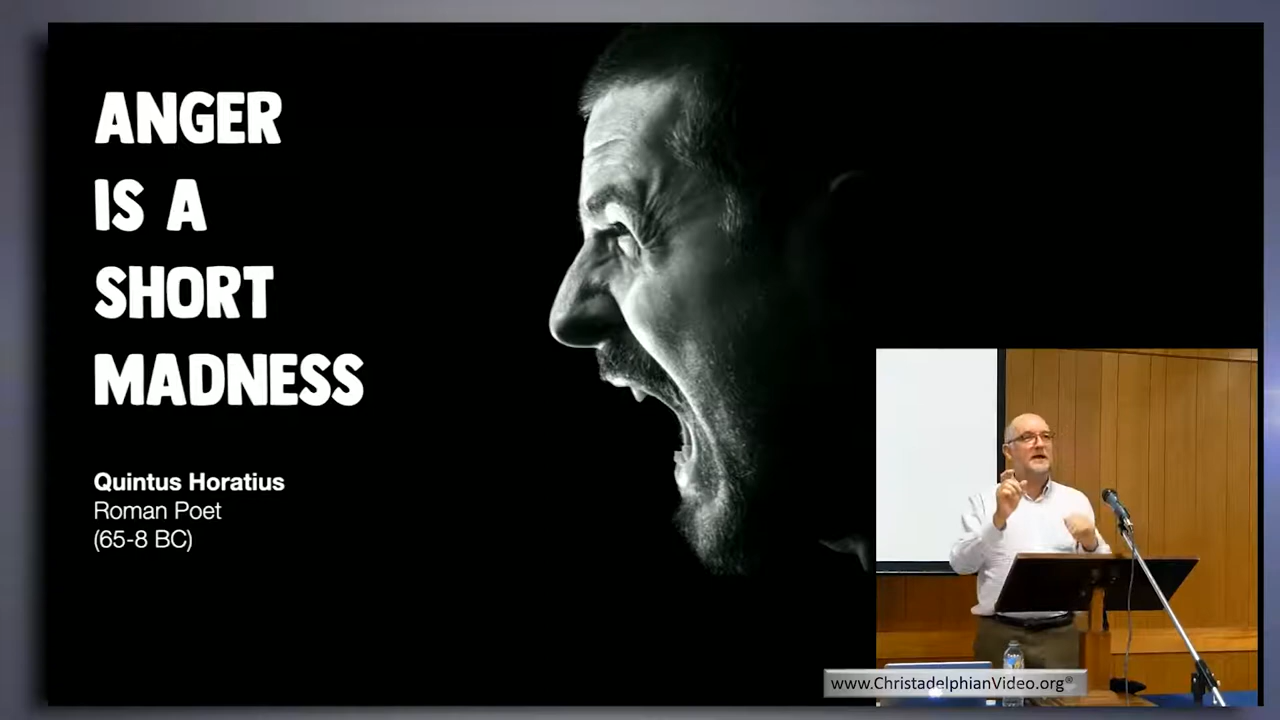 ANGER
IS A
SHORT
MADNESS
Quintus Horatius
Roman Poet
(65-8 BC)
www.ChristadelphianVideo.org®